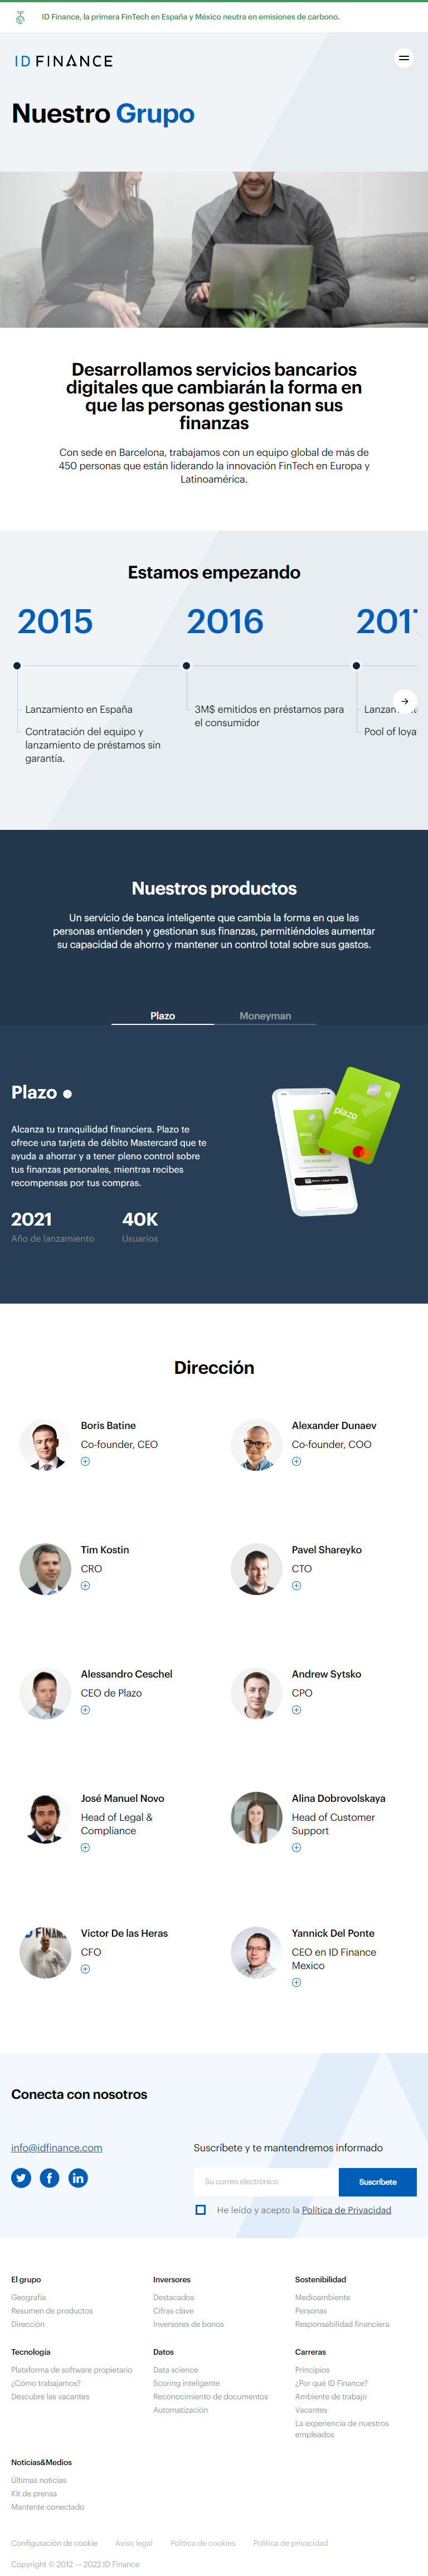 ID Finance, la primera FinTech en España y México neutra en emisiones de carbono.
ID FINANCE
Nuestro Grupo
Desarrollamos servicios bancarios
digitales que cambiarán la forma en
que las personas gestionan sus
finanzas
Con sede en Barcelona, trabajamos con un equipo global de más de
450 personas que están liderando la innovación FinTech en Europa y
Latinoamérica.
Estamos empezando
2015
2016
201
Lanzamiento en España
Contratación del equipo y
lanzamiento de préstamos sin
garantía.
3M$ emitidos en préstamos para
el consumidor
Pool of loya
Nuestros productos
Un servicio de banca inteligente que cambia la forma en que las
personas entienden y gestionan sus finanzas, permitiéndoles aumentar
su capacidad de ahorro y mantener un control total sobre sus gastos.
Plazo
Moneyman
Plazo
Alcanza tu tranquilidad financiera. Plazo te
ofrece una tarjeta de débito Mastercard que te
ayuda a ahorrar y a tener pleno control sobre
tus finanzas personales, mientras recibes
recompensas por tus compras.
2021
Año de lanzamiento
40K
Usuarios
plazo
Dirección
Boris Batine
Co-founder, CEO
Alexander Dunaev
Co-founder, COO
Tim Kostin
CRO
Pavel Shareyko
CTO
Alessandro Ceschel
CEO de Plazo
Andrew Sytsko
CPO
José Manuel Novo
Head of Legal &
Compliance
Alina Dobrovolskaya
Head of Customer
Support
Victor De las Heras
CFO
Yannick Del Ponte
CEO en ID Finance
Mexico
Conecta con nosotros
info@idfinance.com
Suscríbete y te mantendremos informado
Su correo electrónico
Suscríbete
He leído y acepto la Política de Privacidad
El grupo
Geografía
Resumen de productos
Dirección
Inversores
Destacados
Cifras clave
Inversores de bonos
Sostenibilidad
Medioambiente
Personas
Responsabilidad financiera
Tecnología
Plataforma de software propietario
¿Cómo trabajamos?
Descubre las vacantes
Datos
Data science
Scoring inteligente
Reconocimiento de documentos
Automatización
Carreras
Principios
¿Por qué ID Finance?
Ambiente de trabajo
Vacantes
La experiencia de nuestros
empleados
Noticias&Medios
Últimas noticias
Kit de prensa
Mantente conectado
Configuración de cookie
Aviso legal
Política de cookies
Política de privacidad
Copyright © 2012 — 2022 ID Finance